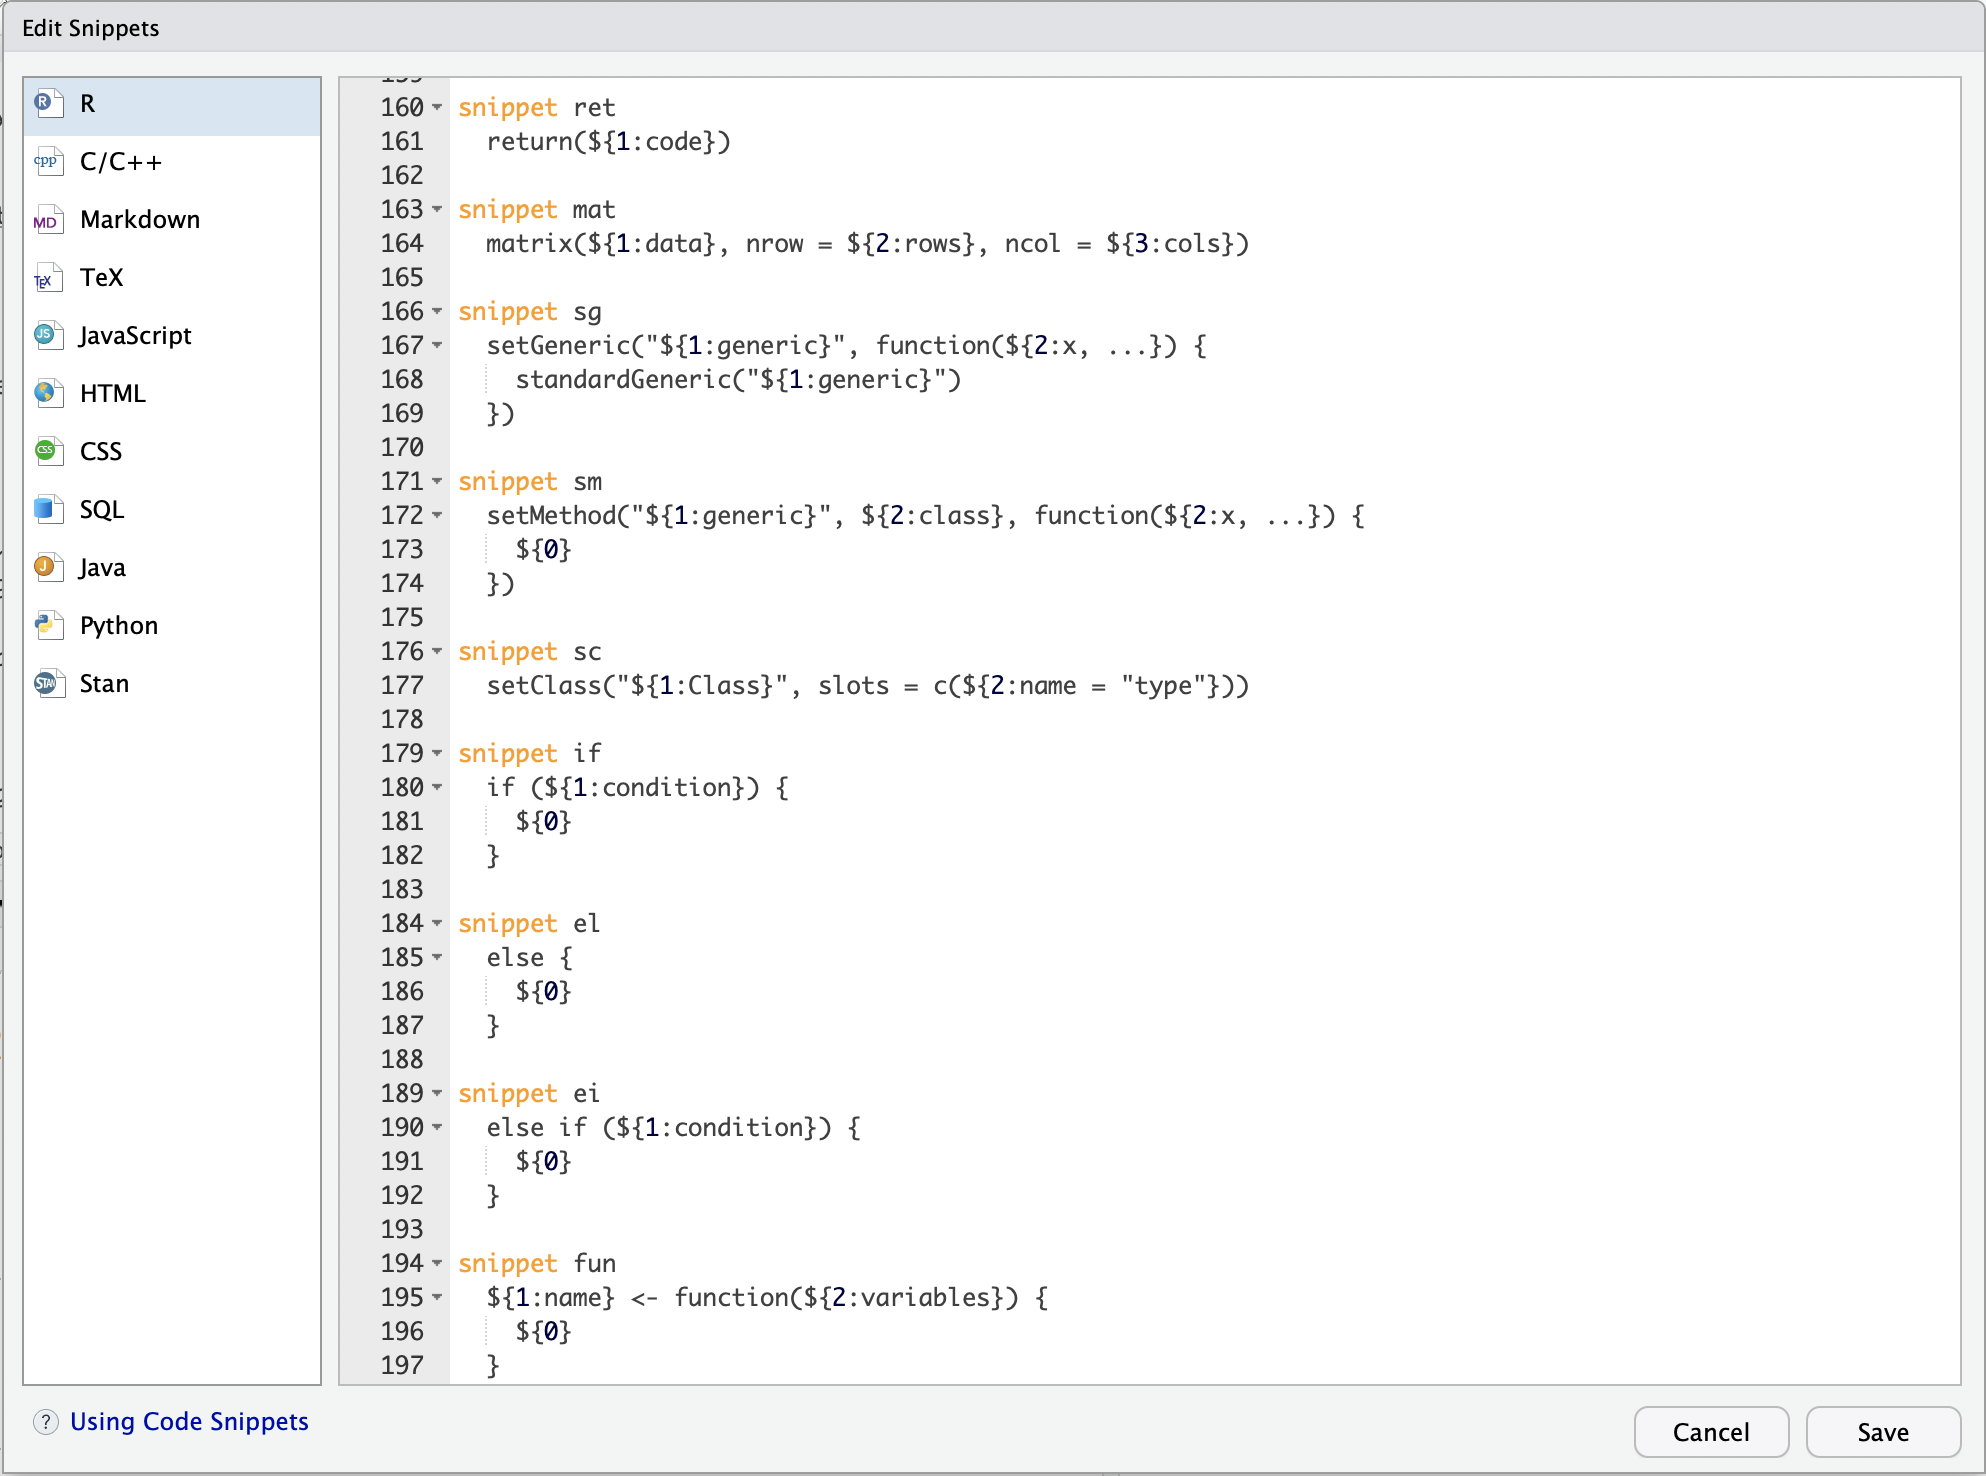 Edit Snippets
R
C/C++
Markdown
TeX
JavaScript
HTML
CSS
SQL
Java
Python
Stan
160 snippet ret
161   return(${1:code})
162
163 snippet mat
164   matrix(${1:data}, nrow = ${2:rows}, ncol = ${3:cols})
165
166 snippet sg
167   setGeneric("${1:generic}", function(${2:x, ...}) {
168     standardGeneric("${1:generic}")
169   })
170
171 snippet sm
172   setMethod("${1:generic}", ${2:class}, function(${2:x, ...}) {
173     ${0}
174   })
175
176 snippet sc
177   setClass("${1:Class}", slots = c(${2:name = "type"}))
178
179 snippet if
180   if (${1:condition}) {
181     ${0}
182   }
183
184 snippet el
185   else {
186     ${0}
187   }
188
189 snippet ei
190   else if (${1:condition}) {
191     ${0}
192   }
193
194 snippet fun
195   ${1:name} <- function(${2:variables}) {
196     ${0}
197   }
? Using Code Snippets
Cancel
Save